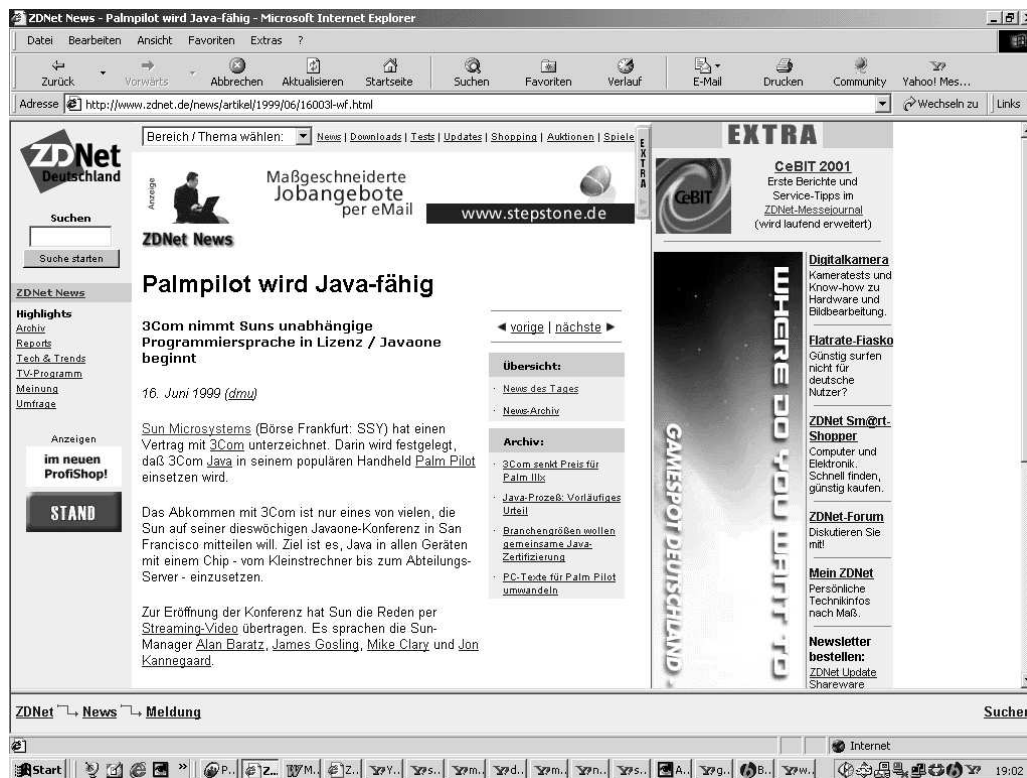 ZDNet News - Palmpilot wird Java-fähig - Microsoft Internet Explorer
Datei Bearbeiten Ansicht Favoriten Extras ?
Zurück Vorwärts Abbrechen Aktualisieren Startseite Suchen Favoriten Verlauf E-Mail Drucken Community Yahoo! Mes...
Adresse http://www.zdnet.de/news/artikel/1999/06/16003l-wf.html Wechseln zu Links
ZDNet
Deutschland
Suchen
Suche starten
ZDNet News
Highlights
Archiv
Reports
Tech & Trends
TV-Programm
Meinung
Umfrage
Anzeigen
im neuen
ProfiShop!
STAND
Bereich / Thema wählen: News | Downloads | Tests | Updates | Shopping | Auktionen | Spiele
EXTRA
Anzeige
Maßgeschneiderte
Jobangebote
per eMail
www.stepstone.de
ZDNet News
Palmpilot wird Java-fähig
3Com nimmt Suns unabhängige
Programmiersprache in Lizenz / Javaone
beginnt
16. Juni 1999 (dmu)
Sun Microsystems (Börse Frankfurt: SSY) hat einen
Vertrag mit 3Com unterzeichnet. Darin wird festgelegt,
daß 3Com Java in seinem populären Handheld Palm Pilot
einsetzen wird.
Das Abkommen mit 3Com ist nur eines von vielen, die
Sun auf seiner dieswöchigen Javaone-Konferenz in San
Francisco mitteilen will. Ziel ist es, Java in allen Geräten
mit einem Chip - vom Kleinstrechner bis zum Abteilungs-
Server - einzusetzen.
Zur Eröffnung der Konferenz hat Sun die Reden per
Streaming-Video übertragen. Es sprachen die Sun-
Manager Alan Baratz, James Gosling, Mike Clary und Jon
Kannegaard.
◄ vorige | nächste ►
Übersicht:
· News des Tages
· News-Archiv
Archiv:
· 3Com senkt Preis für
Palm IIIx
· Java-Prozeß: Vorläufiges
Urteil
· Branchengrößen wollen
gemeinsame Java-
Zertifizierung
· PC-Texte für Palm Pilot
umwandeln
EXTRA
CeBIT
CeBIT 2001
Erste Berichte und
Service-Tipps im
ZDNet-Messejournal
(wird laufend erweitert)
WHERE DO YOU WANT TO
GAMESPOT DEUTSCHLAND.
Digitalkamera
Kameratests und
Know-how zu
Hardware und
Bildbearbeitung.
Flatrate-Fiasko
Günstig surfen
nicht für
deutsche
Nutzer?
ZDNet Sm@rt-
Shopper
Computer und
Elektronik.
Schnell finden,
günstig kaufen.
ZDNet-Forum
Diskutieren Sie
mit!
Mein ZDNet
Persönliche
Technikinfos
nach Maß.
Newsletter
bestellen:
ZDNet Update
Shareware
ZDNet News Meldung Suchen
Internet
Start » P.. Z... M.. Z.. Y.. s.. m.. d.. m.. n.. s.. A.. g.. B.. w.. 19:02